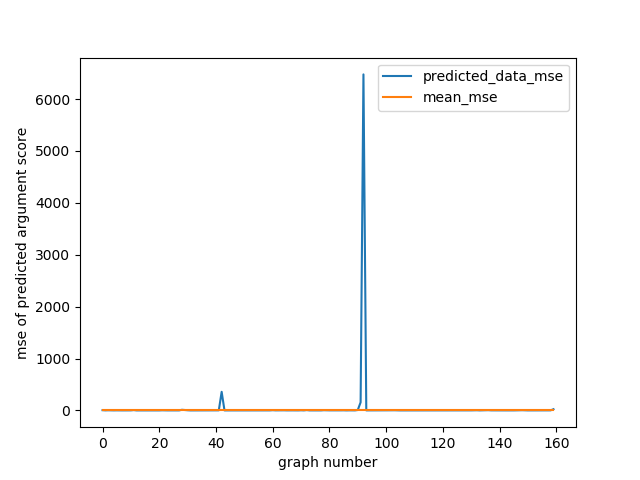 predicted_data_mse
mean_mse
6000
5000
4000
3000
2000
1000
0
mse of predicted argument score
0 20 40 60 80 100 120 140 160
graph number